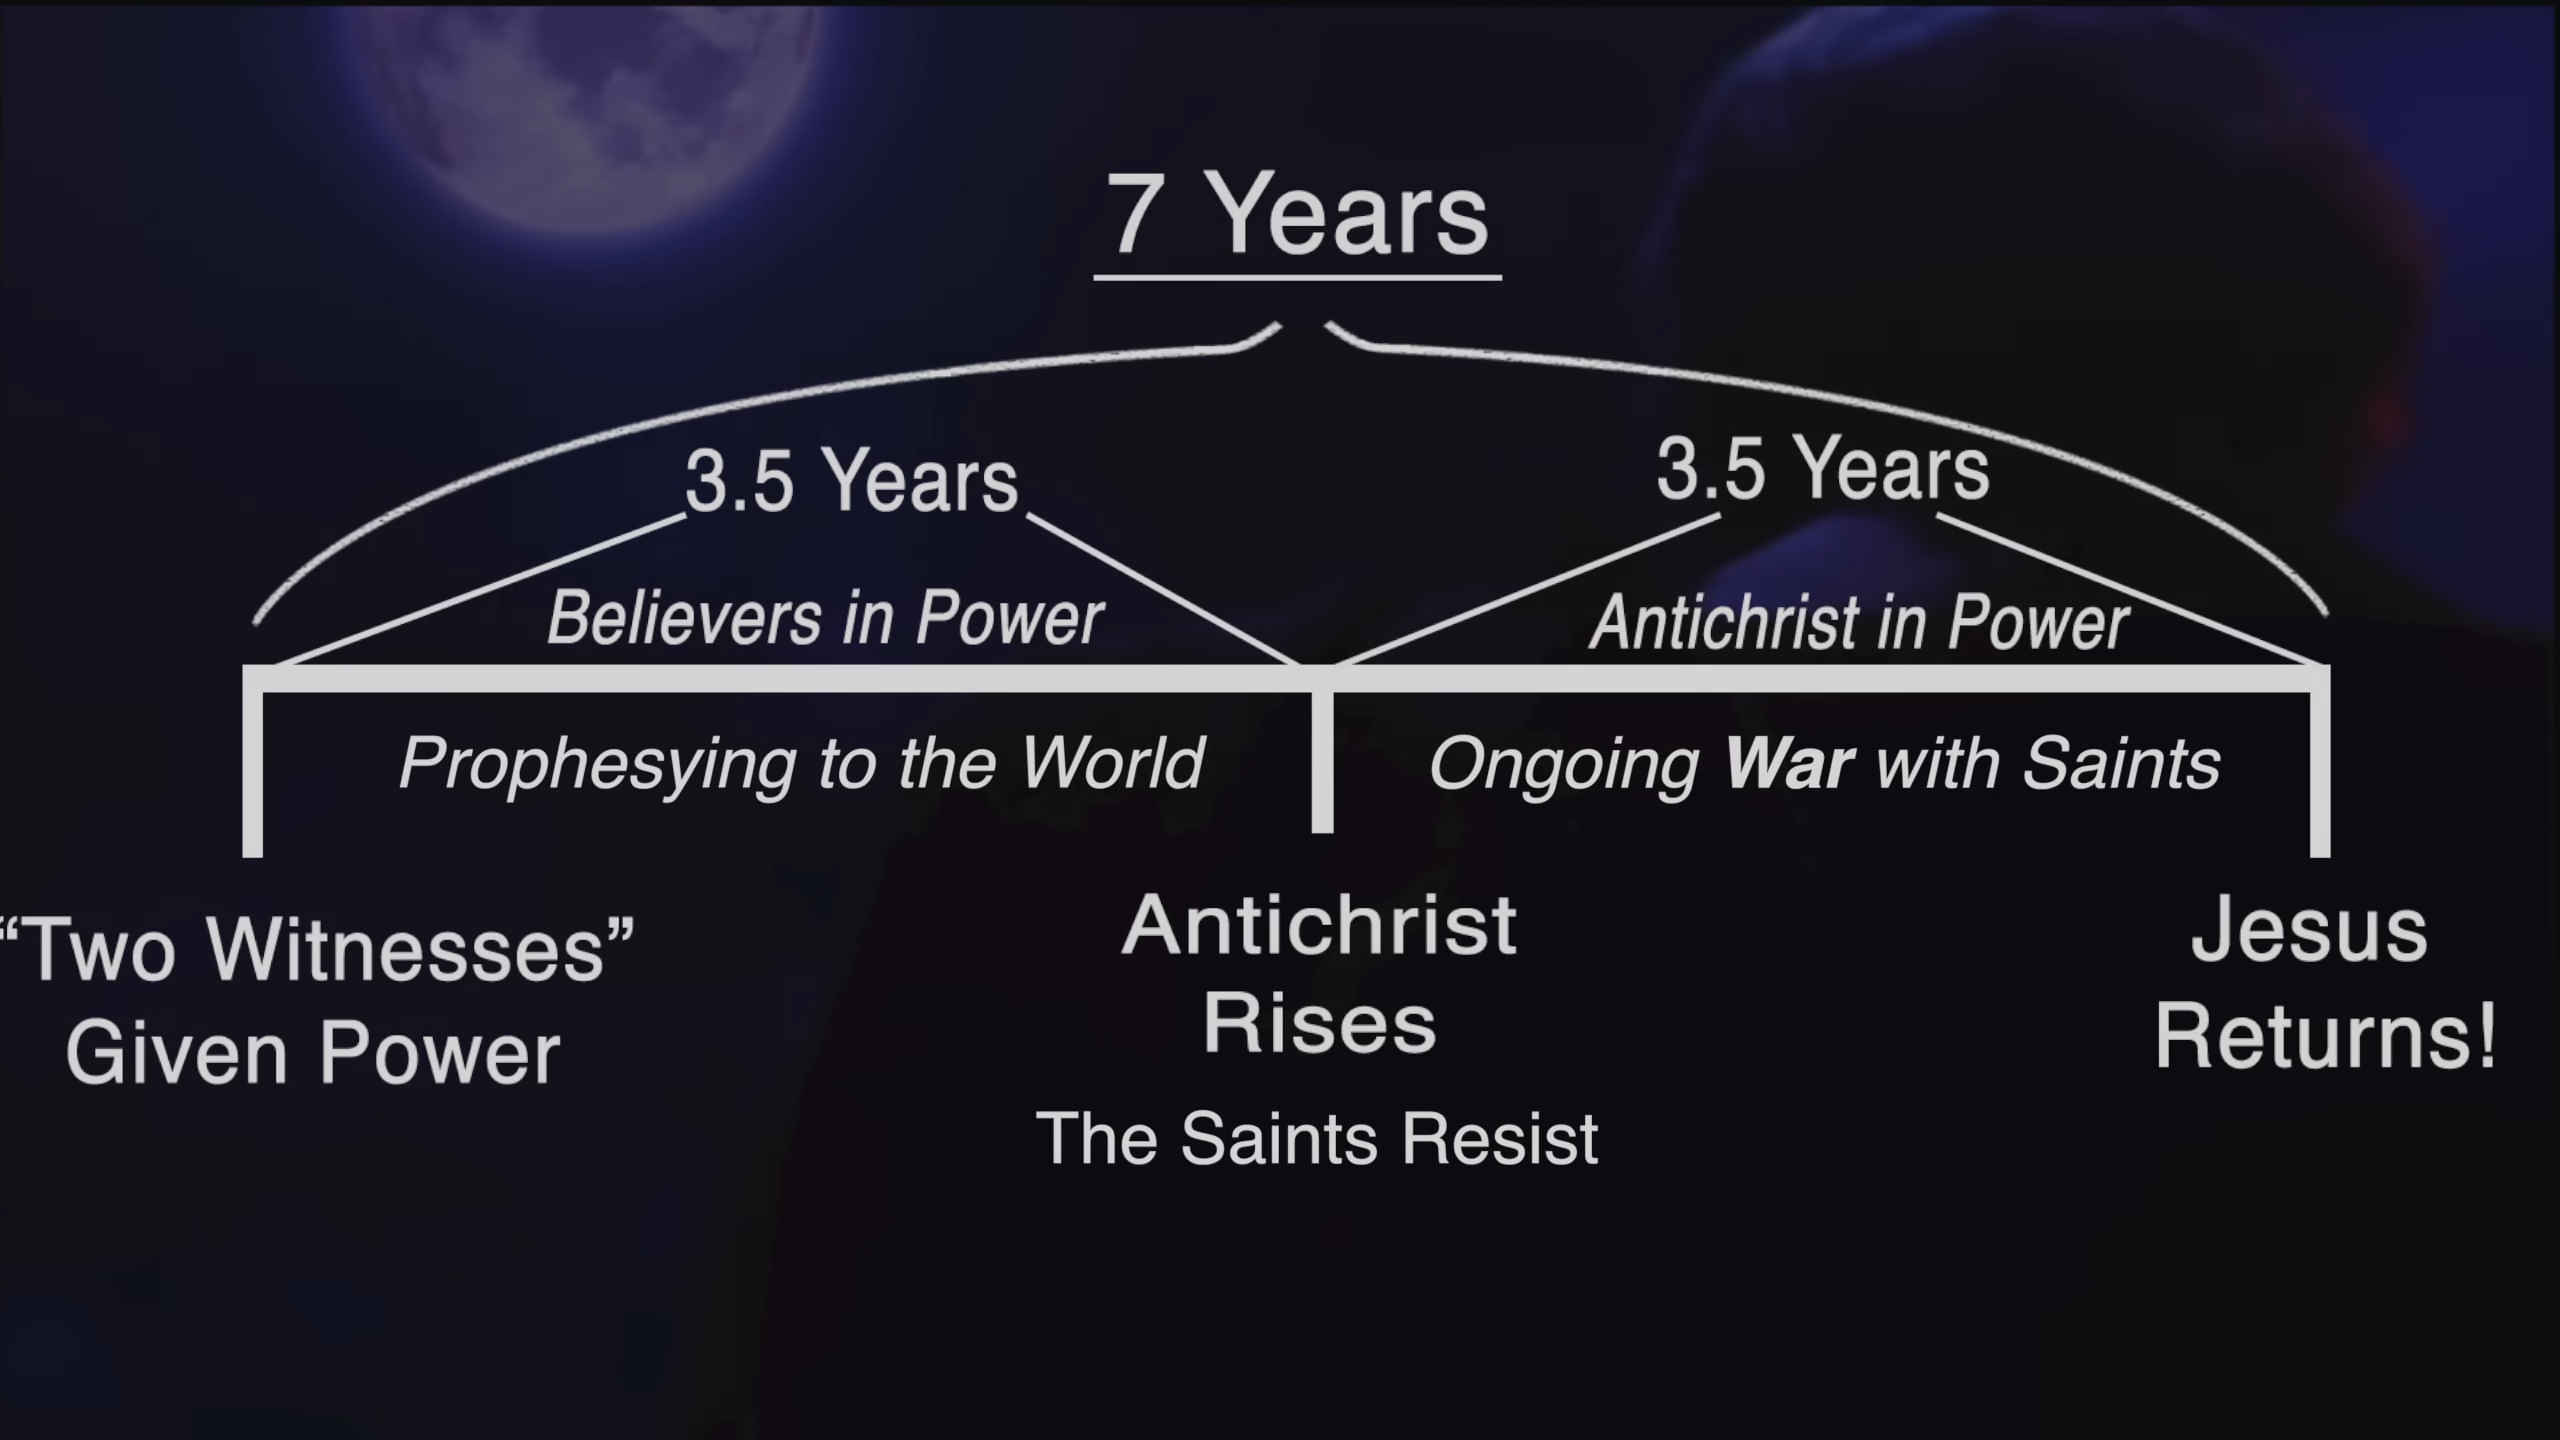 7 Years
3.5 Years
3.5 Years
Believers in Power
Antichrist in Power
Prophesying to the World
Ongoing War with Saints
“Two Witnesses”
Given Power
Antichrist
Rises
The Saints Resist
Jesus
Returns!